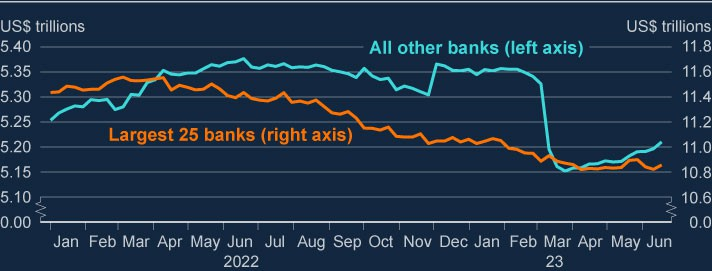 US$ trillions US$ trillions
5.40 All other banks (left axis) 11.8
5.35 11.6
5.30 11.4
5.25 Largest 25 banks (right axis) 11.2
5.20 11.0
5.15 10.8
5.10 10.6
0.00 0.00
Jan Feb Mar Apr May Jun Jul Aug Sep Oct Nov Dec Jan Feb Mar Apr May Jun
2022 23